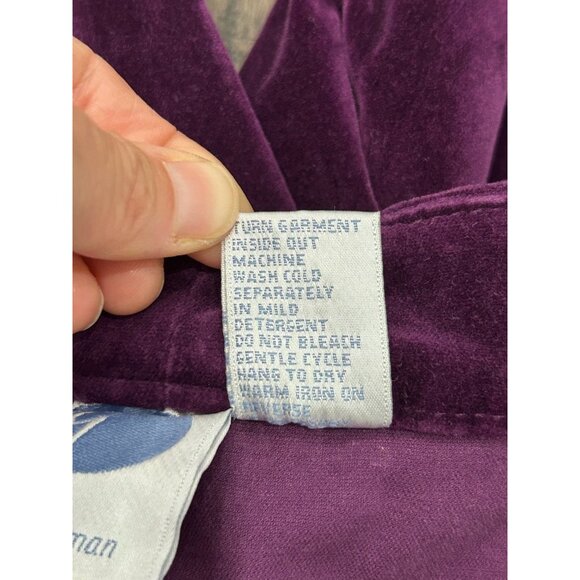 TURN GARMENT
INSIDE OUT
MACHINE
WASH COLD
SEPARATELY
IN MILD
DETERGENT
DO NOT BLEACH
GENTLE CYCLE
HANG TO DRY
WARM IRON ON
REVERSE
man